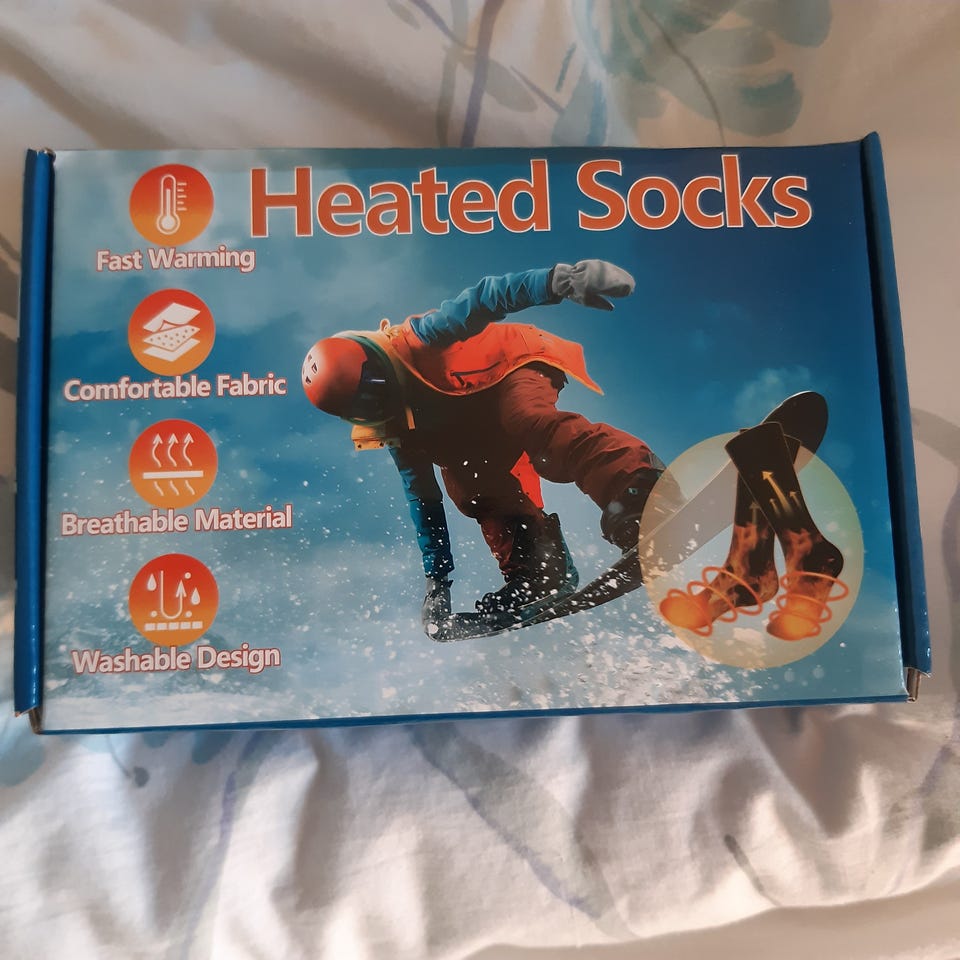 Heated Socks
Fast Warming
Comfortable Fabric
Breathable Material
Washable Design